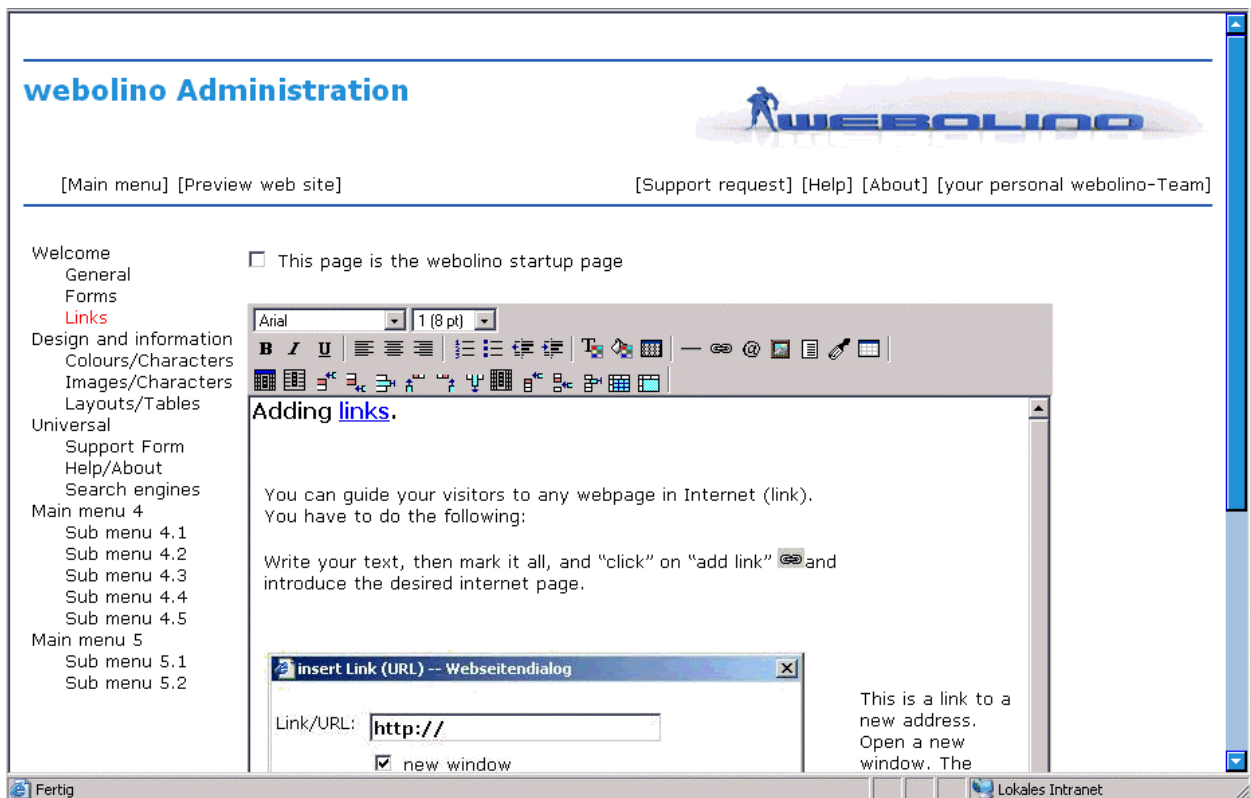 webolino Administration
WEBOLINO
[Main menu] [Preview web site]
[Support request] [Help] [About] [your personal webolino-Team]
Welcome
General
Forms
Links
Design and information
Colours/Characters
Images/Characters
Layouts/Tables
Universal
Support Form
Help/About
Search engines
Main menu 4
Sub menu 4.1
Sub menu 4.2
Sub menu 4.3
Sub menu 4.4
Sub menu 4.5
Main menu 5
Sub menu 5.1
Sub menu 5.2
This page is the webolino startup page
Arial
1 (8 pt)
B I U
Adding links.
You can guide your visitors to any webpage in Internet (link).
You have to do the following:
Write your text, then mark it all, and “click” on “add link” and
introduce the desired internet page.
insert Link (URL) -- Webseitendialog
Link/URL: http://
new window
This is a link to a
new address.
Open a new
window. The
Fertig
Lokales Intranet